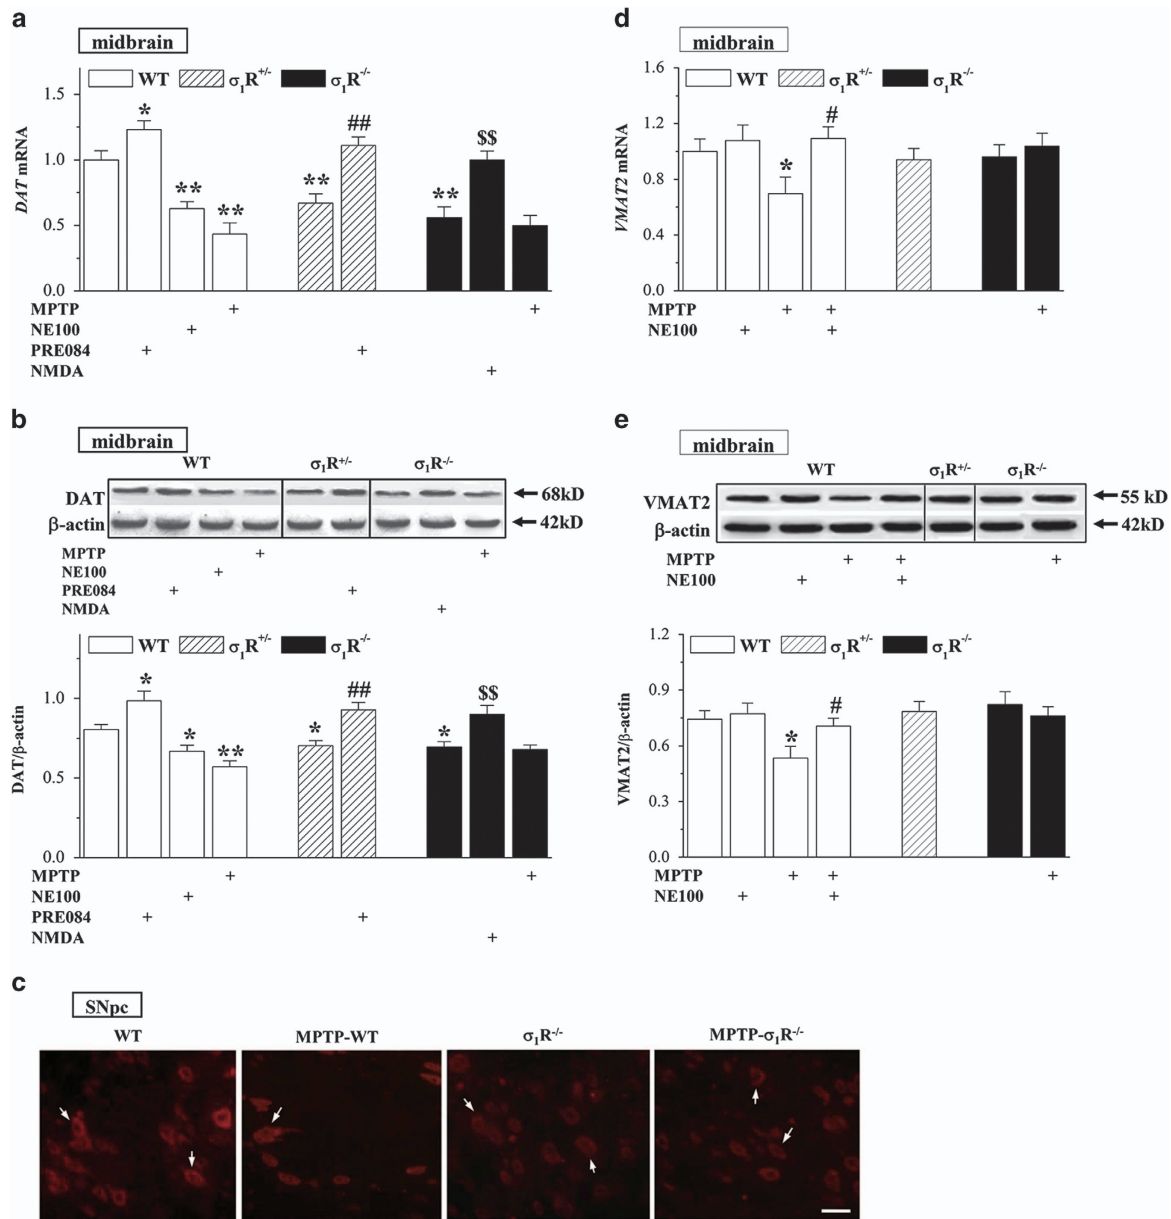 a
midbrain
WT σ₁R⁺/⁻ σ₁R⁻/⁻
DAT mRNA
1.5
1.0
0.5
0.0
*
**
**
**
##
**
$$
MPTP +  +
NE100 +
PRE084 +  +
NMDA +
b
midbrain
WT σ₁R⁺/⁻ σ₁R⁻/⁻
DAT 68kD
β-actin 42kD
MPTP +  +
NE100 +
PRE084 +  +
NMDA +
WT σ₁R⁺/⁻ σ₁R⁻/⁻
DAT/β-actin
1.0
0.5
0.0
*
*
**
*
##
*
$$
MPTP +  +
NE100 +
PRE084 +  +
NMDA +
c
SNpc
WT MPTP-WT σ₁R⁻/⁻ MPTP-σ₁R⁻/⁻
d
midbrain
WT σ₁R⁺/⁻ σ₁R⁻/⁻
VMAT2 mRNA
1.6
1.2
0.8
0.4
0.0
*
#
MPTP + +  +
NE100 +  +
e
midbrain
WT σ₁R⁺/⁻ σ₁R⁻/⁻
VMAT2 55 kD
β-actin 42kD
MPTP + +  +
NE100 +  +
WT σ₁R⁺/⁻ σ₁R⁻/⁻
VMAT2/β-actin
1.2
0.9
0.6
0.3
0.0
*
#
MPTP + +  +
NE100 +  +